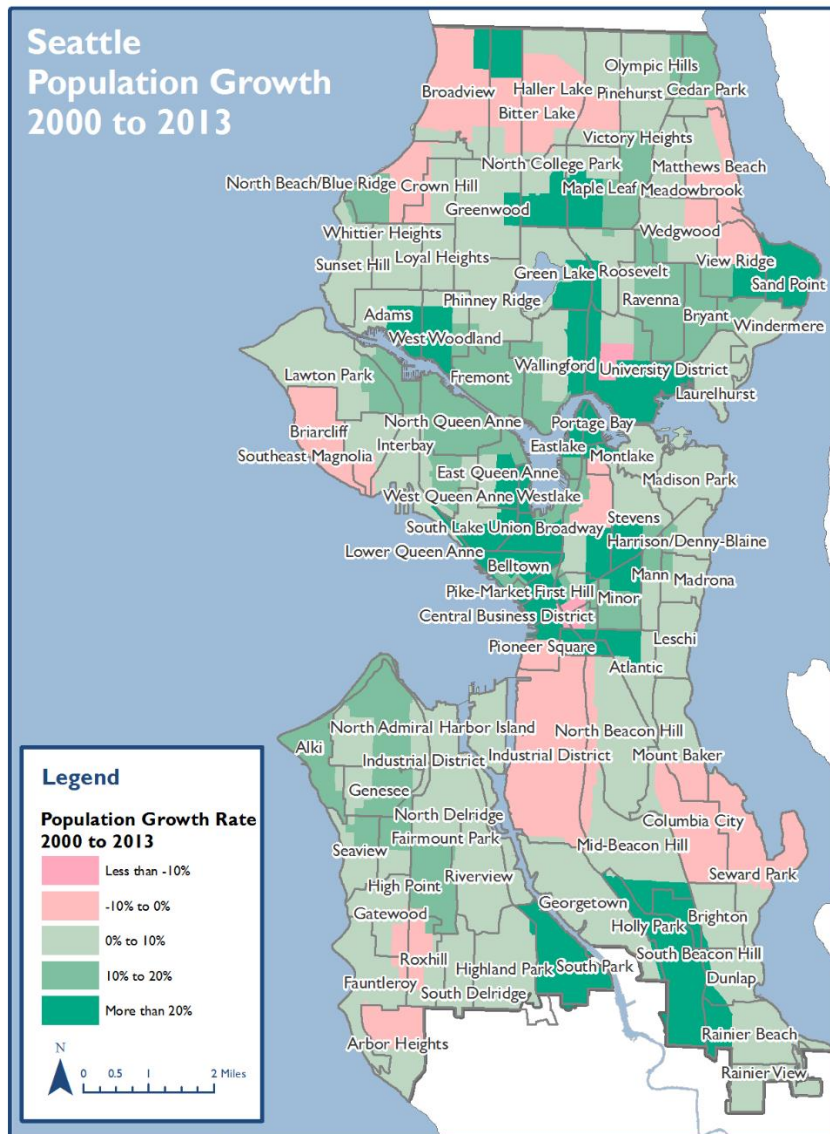 Seattle
Population Growth
2000 to 2013
Olympic Hills
Broadview
Haller Lake
Pinehurst
Cedar Park
Bitter Lake
Victory Heights
North College Park
Matthews Beach
North Beach/Blue Ridge
Crown Hill
Maple Leaf
Meadowbrook
Greenwood
Whittier Heights
Wedgwood
Loyal Heights
Sunset Hill
View Ridge
Green Lake
Roosevelt
Sand Point
Phinney Ridge
Ravenna
Adams
Bryant
Windermere
West Woodland
Wallingford
University District
Lawton Park
Fremont
Laurelhurst
North Queen Anne
Portage Bay
Briarcliff
Interbay
Eastlake
Montlake
Southeast Magnolia
East Queen Anne
Madison Park
West Queen Anne
Westlake
Stevens
South Lake Union
Broadway
Harrison/Denny-Blaine
Lower Queen Anne
Belltown
Mann
Madrona
Pike-Market
First Hill
Minor
Central Business District
Leschi
Pioneer Square
Atlantic
North Admiral
Harbor Island
North Beacon Hill
Alki
Industrial District
Industrial District
Mount Baker
Genesee
North Delridge
Columbia City
Fairmount Park
Mid-Beacon Hill
Seaview
Riverview
Seward Park
High Point
Georgetown
Gatewood
Holly Park
Brighton
Roxhill
South Beacon Hill
Highland Park
South Park
Dunlap
Fauntleroy
South Delridge
Rainier Beach
Arbor Heights
Rainier View
Legend
Population Growth Rate
2000 to 2013
Less than -10%
-10% to 0%
0% to 10%
10% to 20%
More than 20%
N
0 0.5 1 2 Miles